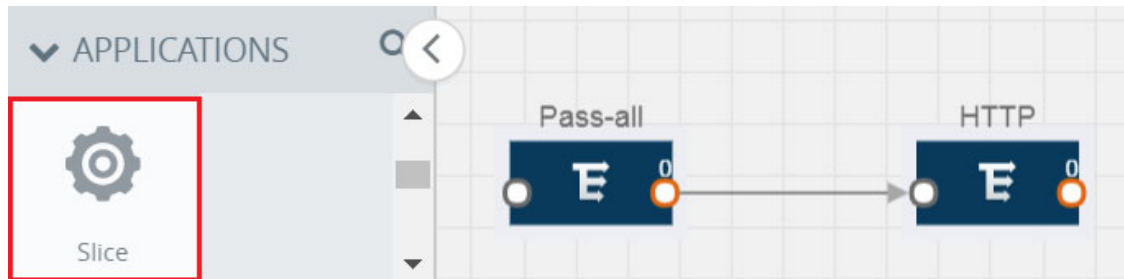 APPLICATIONS
Slice
Pass-all
HTTP
0
0